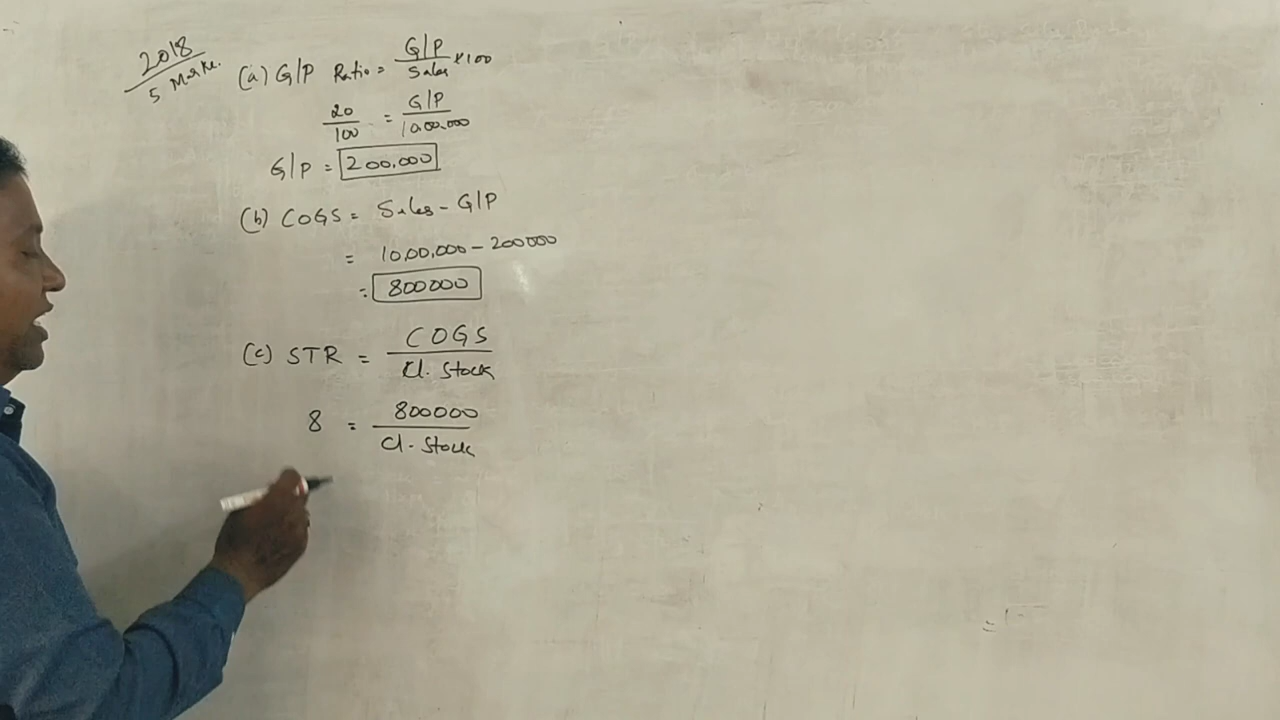 2018
5 Marks.
(a) G/P Ratio = G/P / Sales × 100
20/100 = G/P / 10,00,000
G/P = 200,000
(b) COGS = Sales - G/P
= 10,00,000 - 200000
= 800000
(c) STR = COGS / Cl. Stock
8 = 800000 / Cl. Stock
=